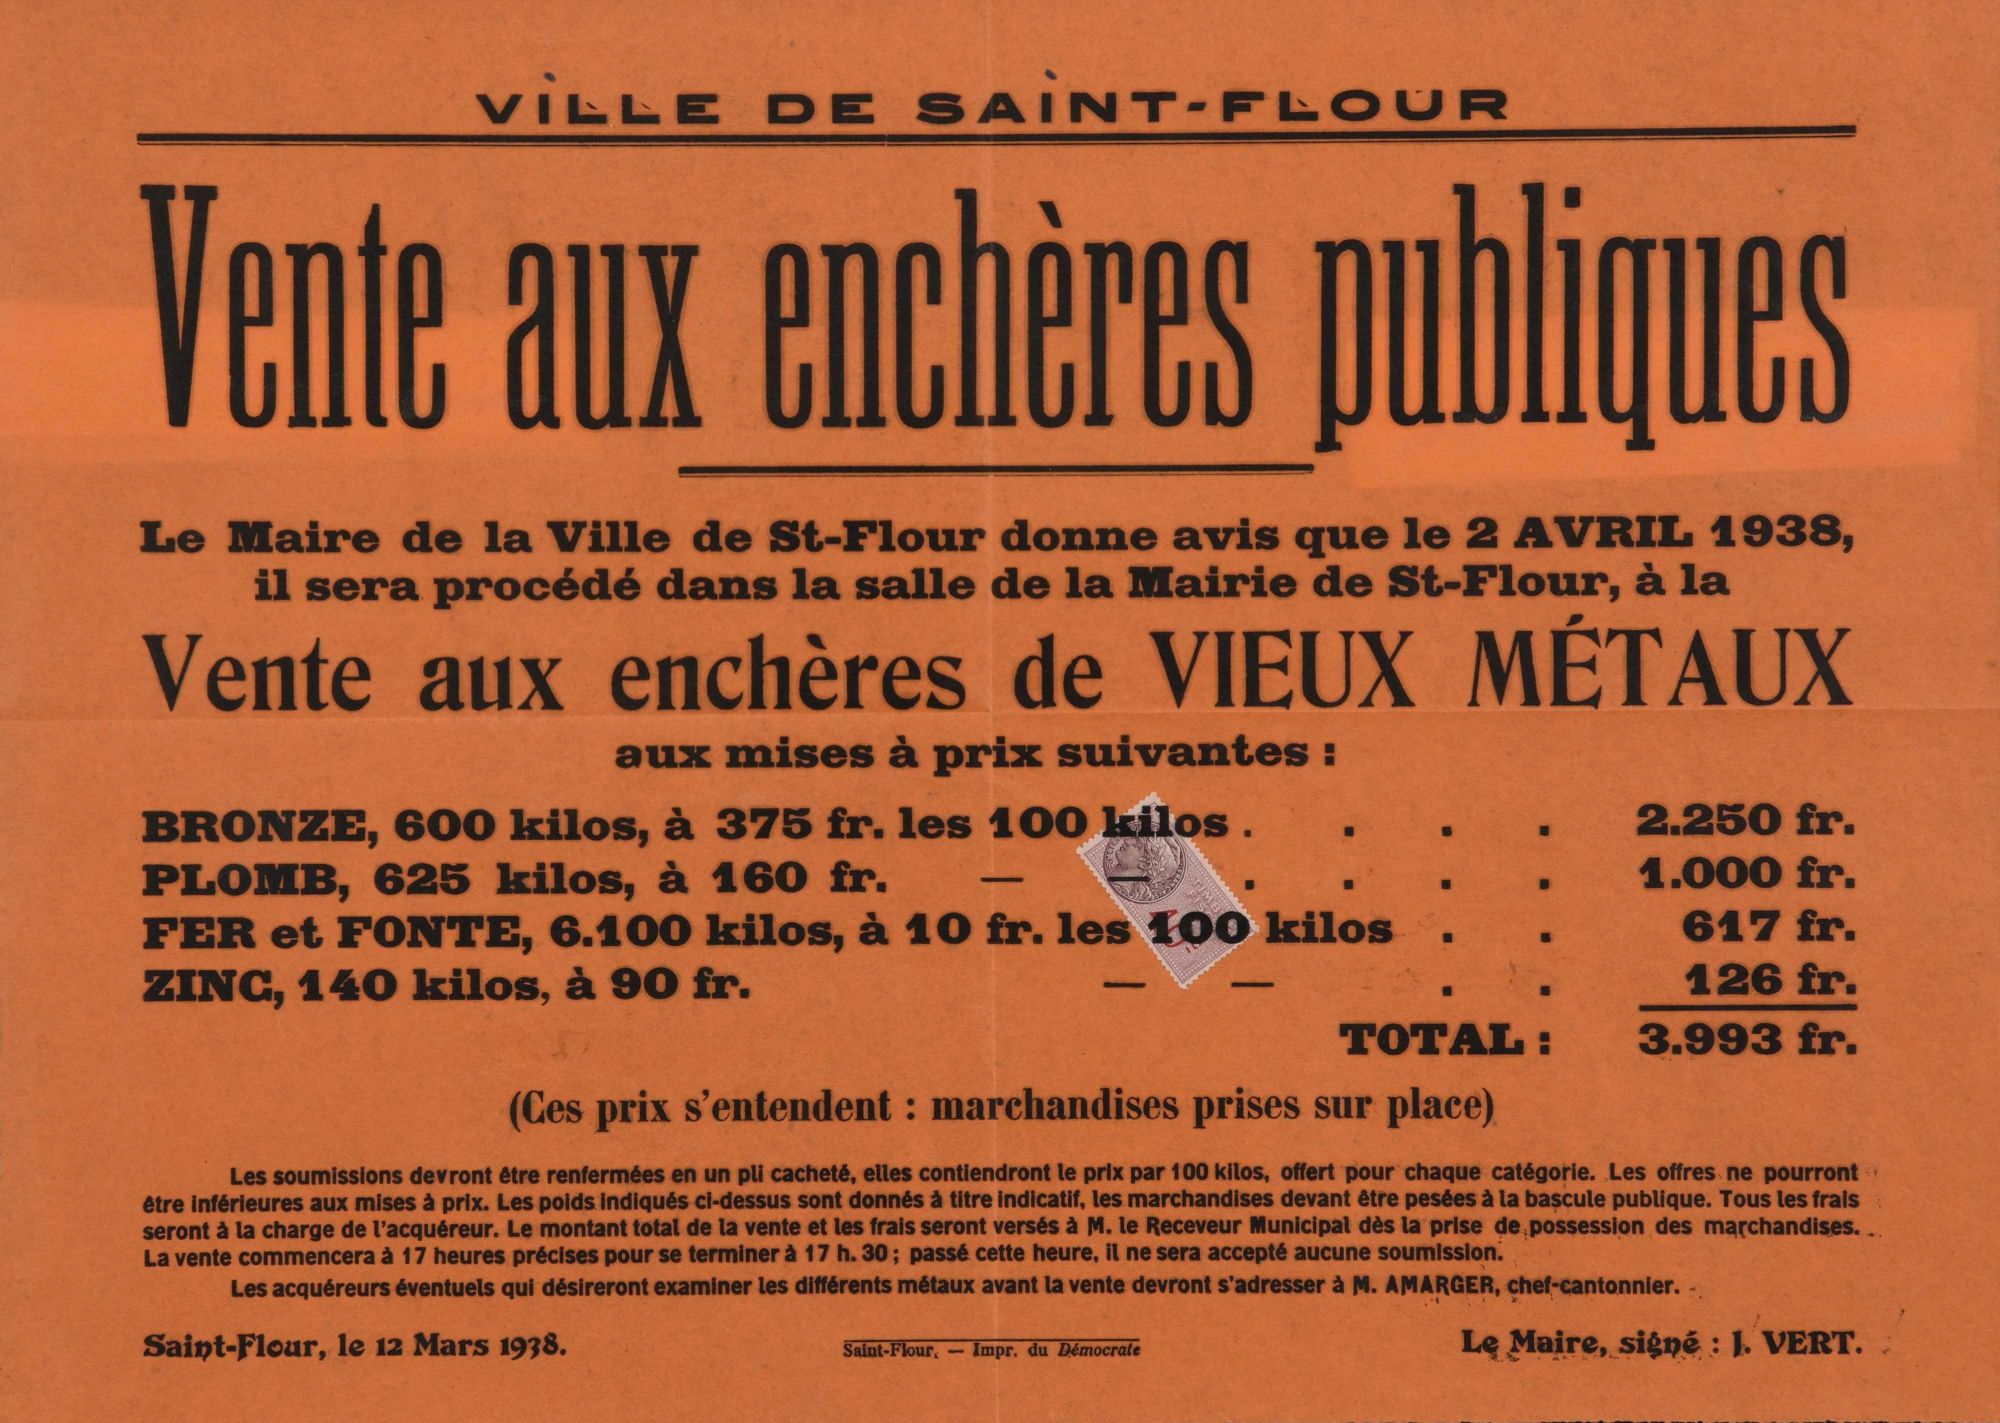 VILLE DE SAINT-FLOUR
Vente aux enchères publiques
Le Maire de la Ville de St-Flour donne avis que le 2 AVRIL 1938,
il sera procédé dans la salle de la Mairie de St-Flour, à la
Vente aux enchères de VIEUX MÉTAUX
aux mises à prix suivantes :
BRONZE, 600 kilos, à 375 fr. les 100 kilos . . . . 2.250 fr.
PLOMB, 625 kilos, à 160 fr. — — . . . . 1.000 fr.
FER et FONTE, 6.100 kilos, à 10 fr. les 100 kilos . . 617 fr.
ZINC, 140 kilos, à 90 fr. — — . . 126 fr.
TOTAL : 3.993 fr.
(Ces prix s'entendent : marchandises prises sur place)
Les soumissions devront être renfermées en un pli cacheté, elles contiendront le prix par 100 kilos, offert pour chaque catégorie. Les offres ne pourront
être inférieures aux mises à prix. Les poids indiqués ci-dessus sont donnés à titre indicatif, les marchandises devant être pesées à la bascule publique. Tous les frais
seront à la charge de l'acquéreur. Le montant total de la vente et les frais seront versés à M. le Receveur Municipal dès la prise de possession des marchandises.
La vente commencera à 17 heures précises pour se terminer à 17 h. 30 ; passé cette heure, il ne sera accepté aucune soumission.
Les acquéreurs éventuels qui désireront examiner les différents métaux avant la vente devront s'adresser à M. AMARGER, chef-cantonnier.
Saint-Flour, le 12 Mars 1938.
Saint-Flour. — Impr. du Démocrate
Le Maire, signé : J. VERT.